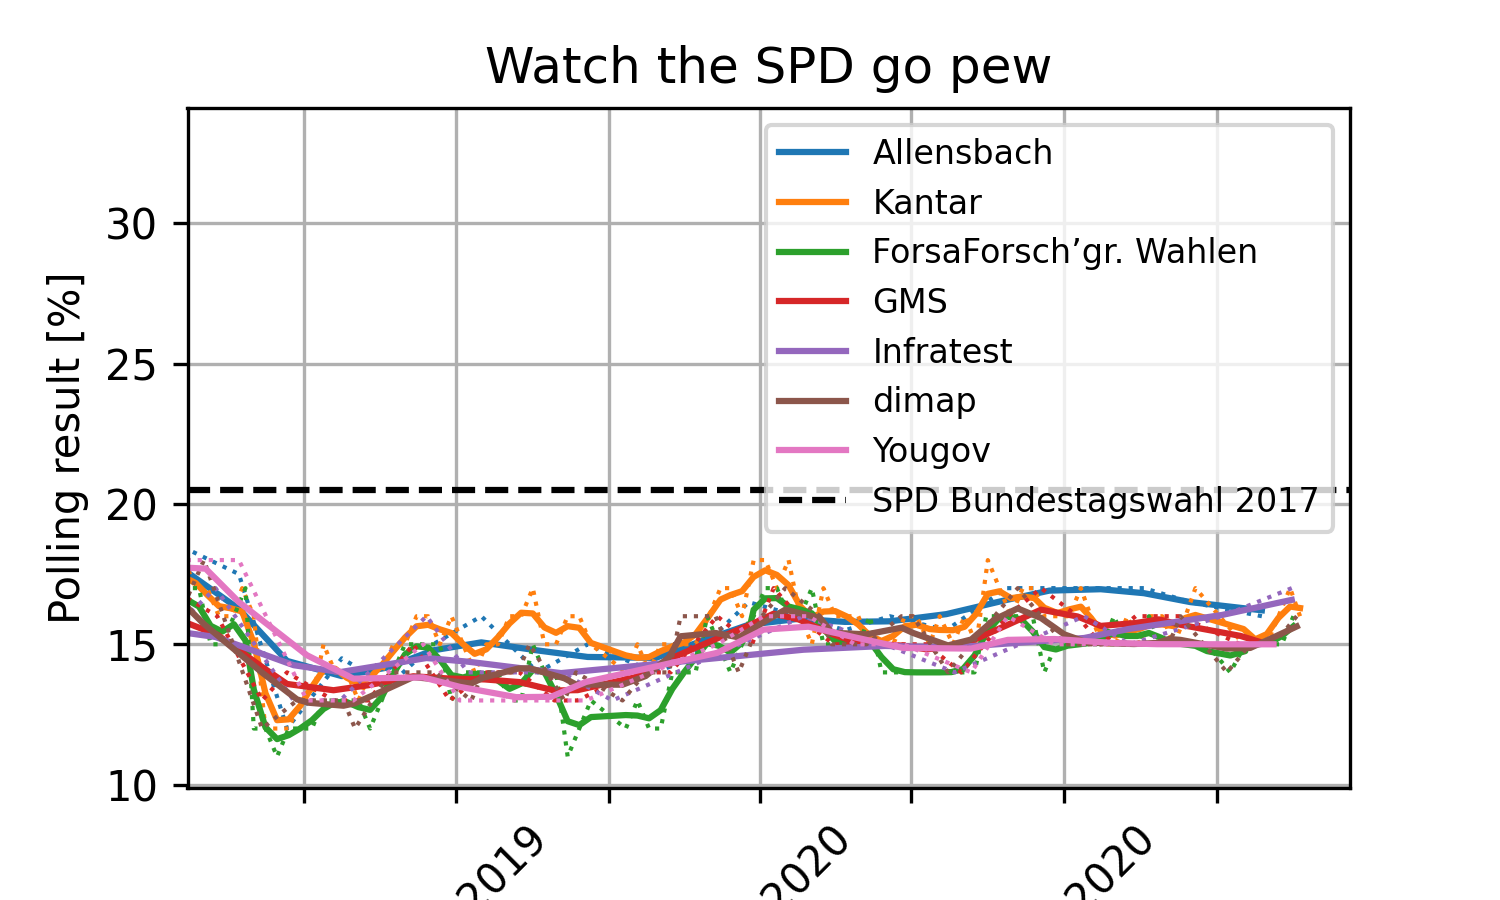 Watch the SPD go pew
Polling result [%]
30
25
20
15
10
Allensbach
Kantar
ForsaForsch’gr. Wahlen
GMS
Infratest
dimap
Yougov
SPD Bundestagswahl 2017
2019
2020
2020